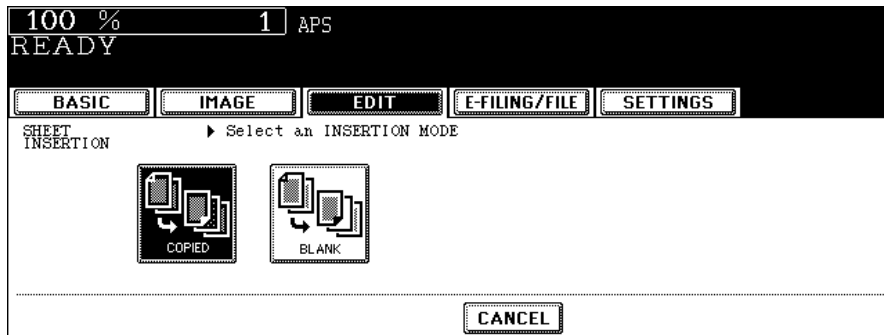 100 % 1 APS
READY
BASIC IMAGE EDIT E-FILING/FILE SETTINGS
SHEET INSERTION
Select an INSERTION MODE
COPIED BLANK
CANCEL